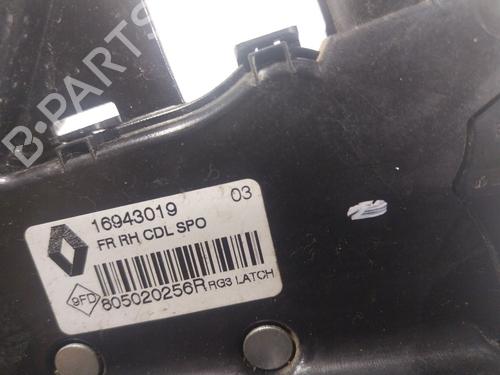 B-PARTS
16943019 03
FR RH CDL SPO
9FD 805020256R RG3 LATCH